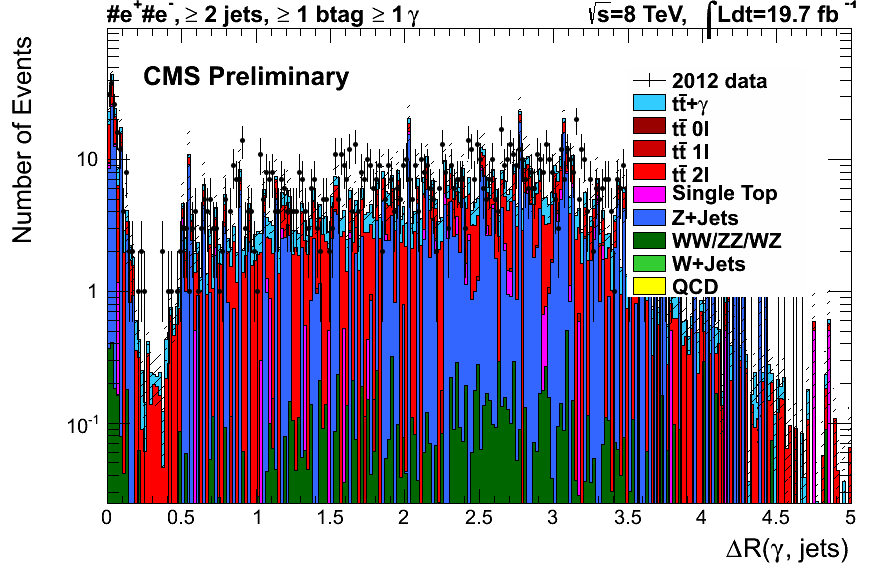 #e⁺#e⁻, ≥ 2 jets, ≥ 1 btag ≥ 1 γ
√s=8 TeV, ∫Ldt=19.7 fb⁻¹
CMS Preliminary
2012 data
tt̄+γ
tt̄ 0l
tt̄ 1l
tt̄ 2l
Single Top
Z+Jets
WW/ZZ/WZ
W+Jets
QCD
Number of Events
10
1
10⁻¹
0 0.5 1 1.5 2 2.5 3 3.5 4 4.5 5
ΔR(γ, jets)